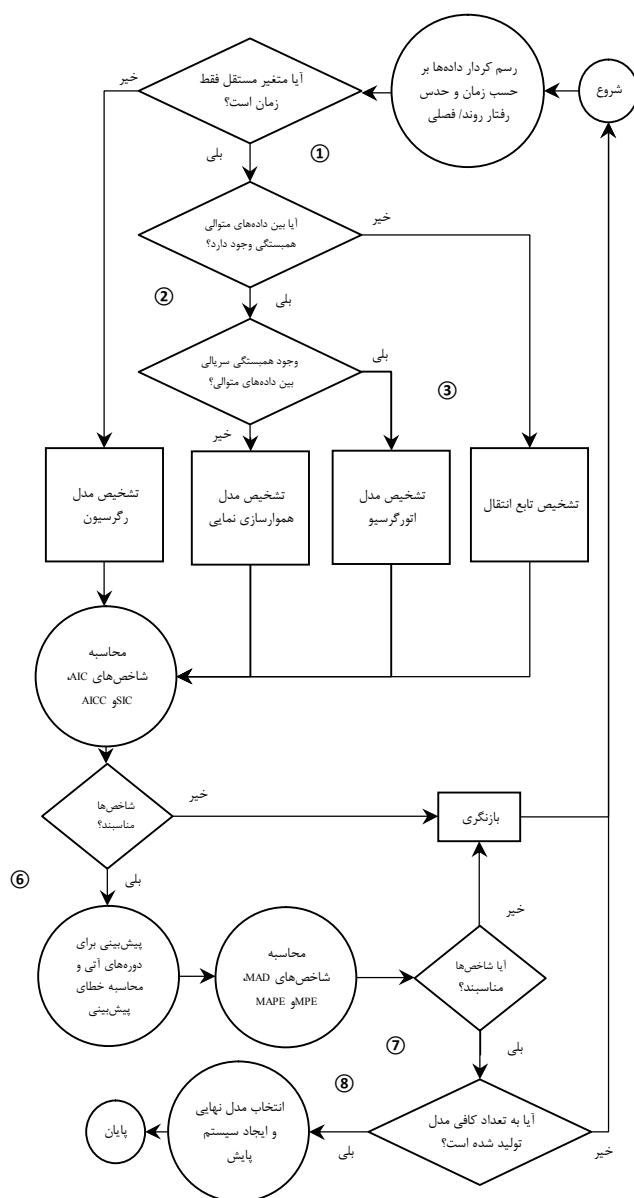 شروع
رسم کردار داده‌ها بر
حسب زمان و حدس
رفتار روند/ فصلی
آیا متغیر مستقل فقط
زمان است؟
خیر
بلی
①
آیا بین داده‌های متوالی
همبستگی وجود دارد؟
خیر
بلی
②
وجود همبستگی سریالی
بین داده‌های متوالی؟
بلی
خیر
③
تشخیص تابع انتقال
تشخیص مدل
اتورگرسیو
تشخیص مدل
هموارسازی نمایی
تشخیص مدل
رگرسیون
محاسبه
شاخص‌های AIC،
SICو AICC
شاخص‌ها
مناسبند؟
خیر
بازنگری
بلی
⑥
پیش‌بینی برای
دوره‌های آتی و
محاسبه خطای
پیش‌بینی
محاسبه
شاخص‌های MAD،
MPEو MAPE
آیا شاخص‌ها
مناسبند؟
خیر
بلی
⑦
آیا به تعداد کافی مدل
تولید شده است؟
خیر
بلی
⑧
انتخاب مدل نهایی
و ایجاد سیستم
پایش
پایان